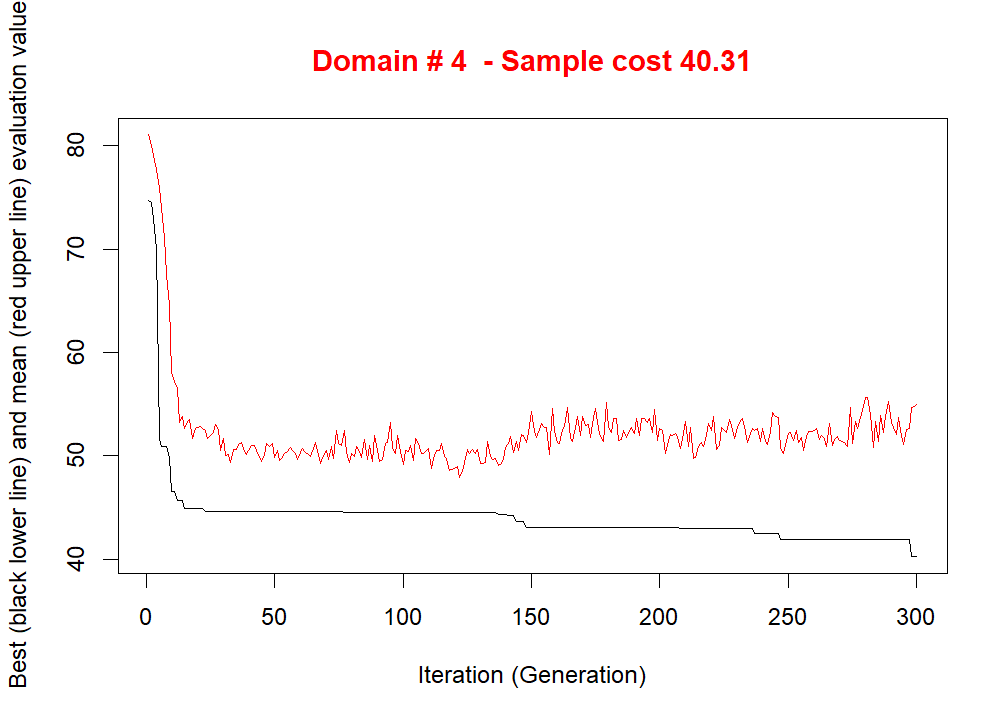 Domain # 4 - Sample cost 40.31
Best (black lower line) and mean (red upper line) evaluation value
80
70
60
50
40
0 50 100 150 200 250 300
Iteration (Generation)